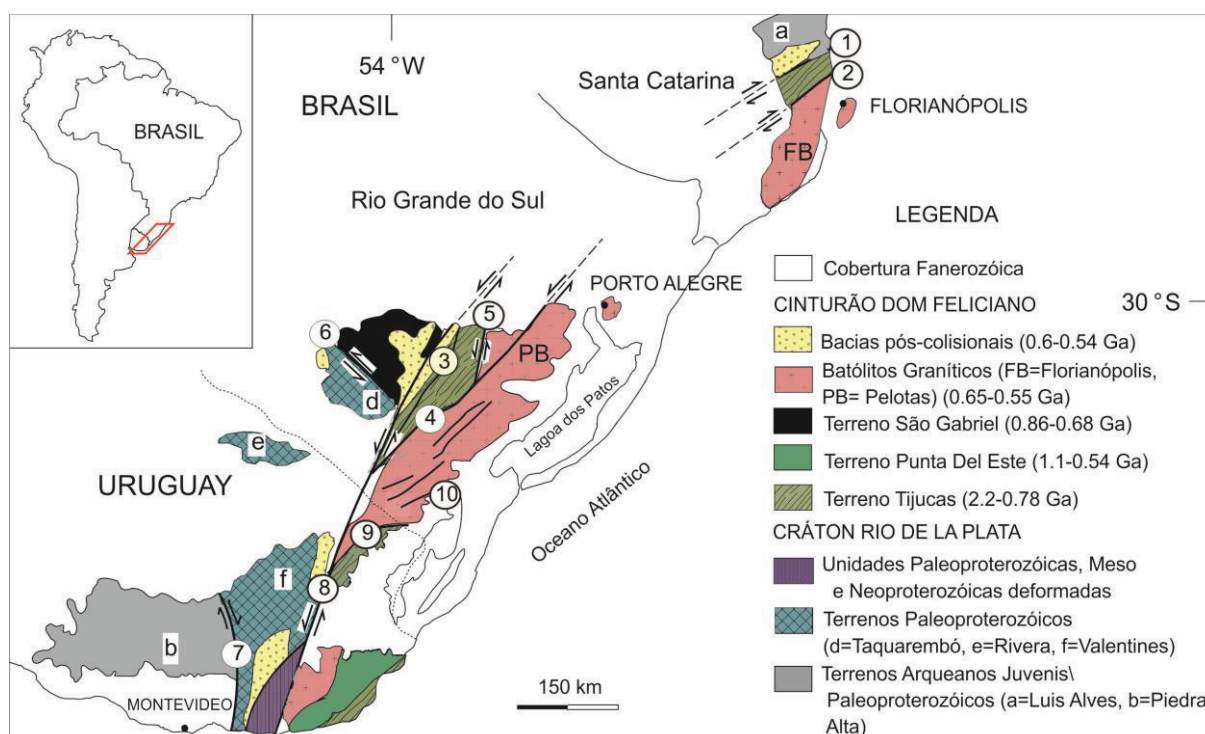 BRASIL
54 °W
BRASIL
Santa Catarina
a
1
2
FLORIANÓPOLIS
FB
Rio Grande do Sul
PORTO ALEGRE
30 °S
6
5
3
PB
d
4
Lagoa dos Patos
e
URUGUAY
10
9
Oceano Atlântico
f
8
b
7
MONTEVIDEO
150 km
LEGENDA
Cobertura Fanerozóica
CINTURÃO DOM FELICIANO
Bacias pós-colisionais (0.6-0.54 Ga)
Batólitos Graníticos (FB=Florianópolis,
PB= Pelotas) (0.65-0.55 Ga)
Terreno São Gabriel (0.86-0.68 Ga)
Terreno Punta Del Este (1.1-0.54 Ga)
Terreno Tijucas (2.2-0.78 Ga)
CRÁTON RIO DE LA PLATA
Unidades Paleoproterozóicas, Meso
e Neoproterozóicas deformadas
Terrenos Paleoproterozóicos
(d=Taquarembó, e=Rivera, f=Valentines)
Terrenos Arqueanos Juvenis\
Paleoproterozóicos (a=Luis Alves, b=Piedra
Alta)